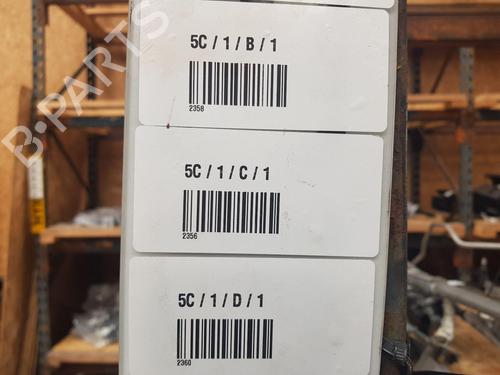 5C / 1 / B / 1
2358
5C / 1 / C / 1
2356
5C / 1 / D / 1
2360
B-PARTS